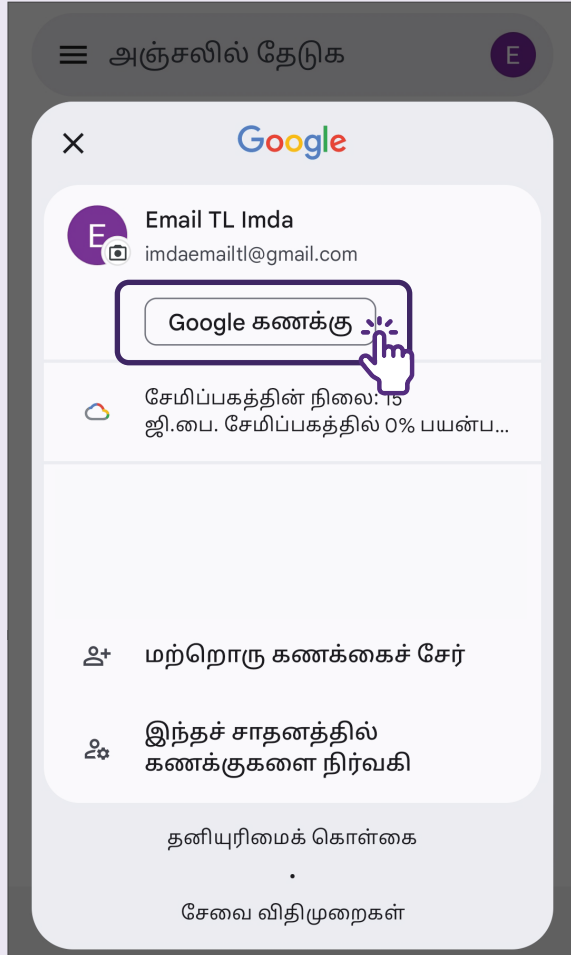 அஞ்சலில் தேடுக
E
Google
E
Email TL Imda
imdaemailtl@gmail.com
Google கணக்கு
சேமிப்பகத்தின் நிலை: 15
ஜி.பை. சேமிப்பகத்தில் 0% பயன்ப...
மற்றொரு கணக்கைச் சேர்
இந்தச் சாதனத்தில்
கணக்குகளை நிர்வகி
தனியுரிமைக் கொள்கை
·
சேவை விதிமுறைகள்